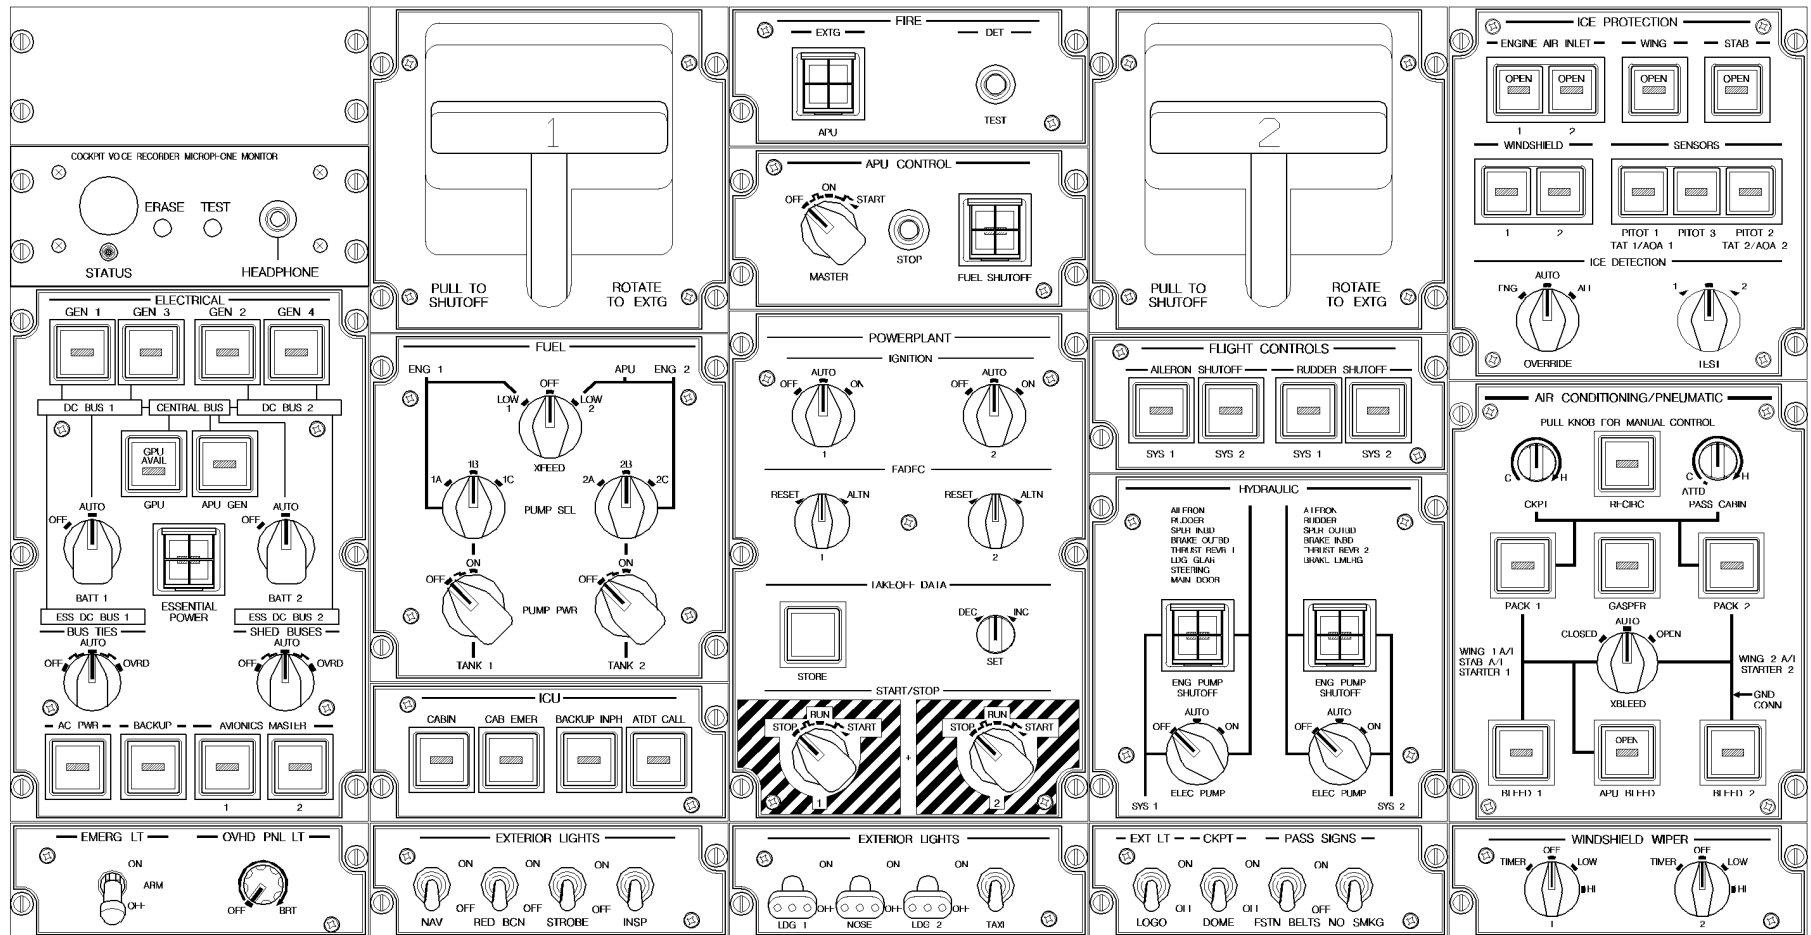 COCKPIT VOICE RECORDER MICROPHONE MONITOR
ERASE TEST
STATUS
HEADPHONE
ELECTRICAL
GEN 1 GEN 3 GEN 2 GEN 4
DC BUS 1 CENTRAL BUS DC BUS 2
GPU
AVAIL
GPU APU GEN
OFF AUTO
BATT 1
OFF AUTO
BATT 2
ESSENTIAL
POWER
ESS DC BUS 1 ESS DC BUS 2
BUS TIES
OFF AUTO OVRD
SHED BUSES
OFF AUTO OVRD
AC PWR BACKUP AVIONICS MASTER
1 2
EMERG LT
ON
ARM
OFF
OVHD PNL LT
OFF BRT
1
PULL TO
SHUTOFF
ROTATE
TO EXTG
FUEL
ENG 1 APU ENG 2
LOW
1
OFF
LOW
2
XFEED
1A 1B 1C
PUMP SEL
2A 2B 2C
OFF ON
PUMP PWR
OFF ON
TANK 1 TANK 2
ICU
CABIN CAB EMER BACKUP INPH ATDT CALL
EXTERIOR LIGHTS
ON ON ON
OFF OFF OFF
NAV RED BCN STROBE INSP
FIRE
EXTG DET
APU TEST
APU CONTROL
OFF ON START
MASTER
STOP
FUEL SHUTOFF
POWERPLANT
IGNITION
OFF AUTO ON
1
OFF AUTO ON
2
FADEC
RESET ALTN
1
RESET ALTN
2
TAKEOFF DATA
STORE
DEC INC
SET
START/STOP
STOP RUN START
1
+
STOP RUN START
2
EXTERIOR LIGHTS
ON ON ON
OFF OFF OFF
LDG 1 NOSE LDG 2 TAXI
2
PULL TO
SHUTOFF
ROTATE
TO EXTG
FLIGHT CONTROLS
AILERON SHUTOFF RUDDER SHUTOFF
SYS 1 SYS 2 SYS 1 SYS 2
HYDRAULIC
AILERON
RUDDER
SPLR INBD
BRAKE OUTBD
THRUST REVR 1
LDG GEAR
STEERING
MAIN DOOR
AILERON
RUDDER
SPLR OUTBD
BRAKE INBD
THRUST REVR 2
BRAKE EMERG
ENG PUMP
SHUTOFF
ENG PUMP
SHUTOFF
OFF AUTO ON
ELEC PUMP
OFF AUTO ON
ELEC PUMP
SYS 1 SYS 2
EXT LT CKPT PASS SIGNS
ON ON ON
OFF OFF OFF
LOGO DOME FSTN BELTS NO SMKG
ICE PROTECTION
ENGINE AIR INLET WING STAB
OPEN OPEN OPEN OPEN
1 2
WINDSHIELD SENSORS
1 2
PITOT 1 PITOT 3 PITOT 2
TAT 1/AOA 1 TAT 2/AOA 2
ICE DETECTION
ENG AUTO ALL
OVERRIDE
1 2
TEST
AIR CONDITIONING/PNEUMATIC
PULL KNOB FOR MANUAL CONTROL
C H
CKPT
RECIRC
C H
ATTD
PASS CABIN
PACK 1 GASPER PACK 2
CLOSED AUTO OPEN
XBLEED
WING 1 A/I
STAB A/I
STARTER 1
WING 2 A/I
STARTER 2
GND
CONN
OPEN
BLEED 1 APU BLEED BLEED 2
WINDSHIELD WIPER
TIMER OFF LOW HI
1
TIMER OFF LOW HI
2